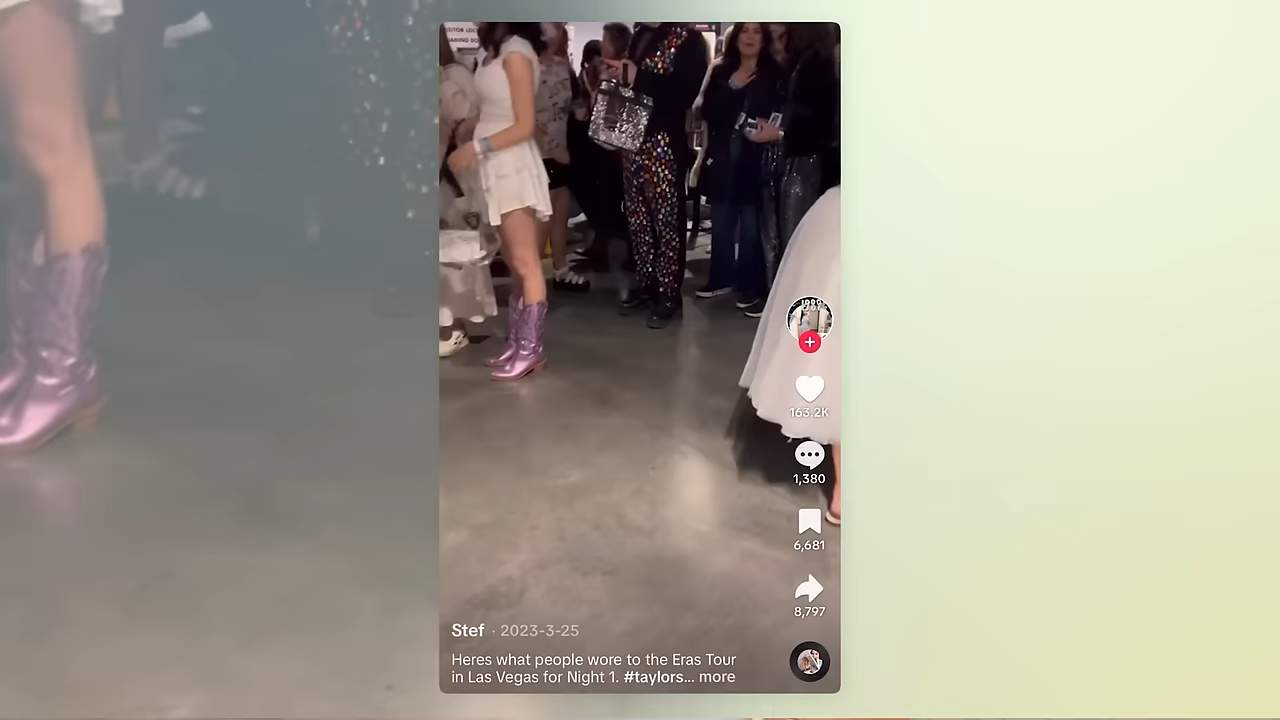 GAMING
163.2K
1,380
6,681
8,797
Stef · 2023-3-25
Heres what people wore to the Eras Tour
in Las Vegas for Night 1. #taylors... more